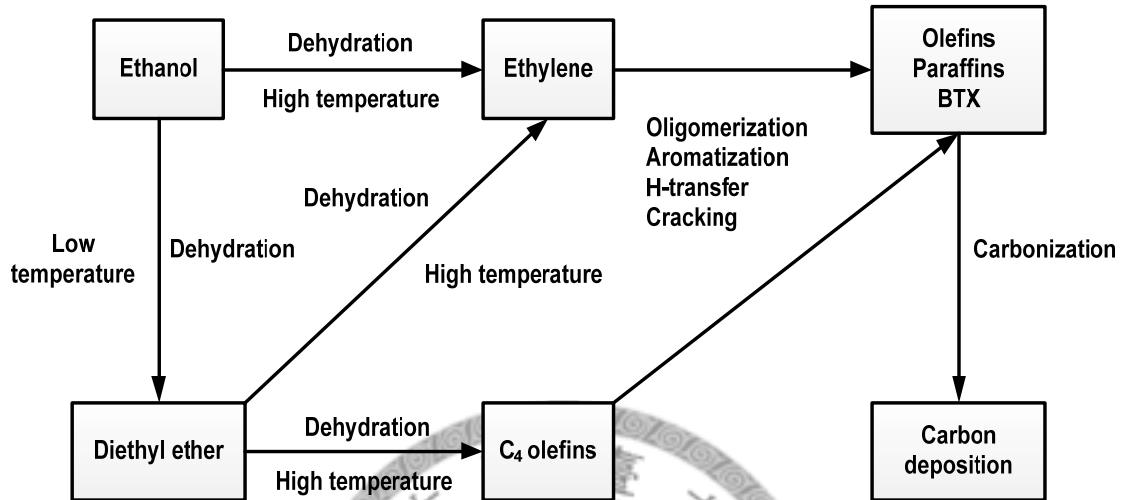 Ethanol
Dehydration
High temperature
Ethylene
Olefins
Paraffins
BTX
Oligomerization
Aromatization
H-transfer
Cracking
Dehydration
High temperature
Low
temperature
Dehydration
Carbonization
Diethyl ether
Dehydration
High temperature
C₄ olefins
Carbon
deposition